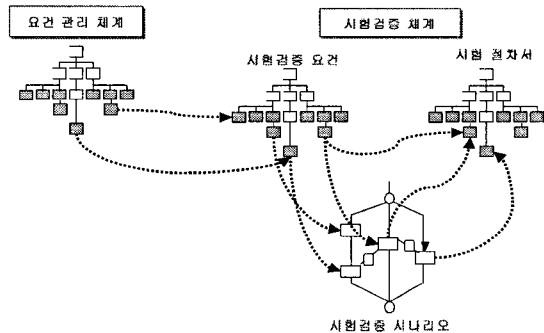 요건 관리 체계
시험검증 체계
시험검증 요건
시험 절차서
시험검증 시나리오